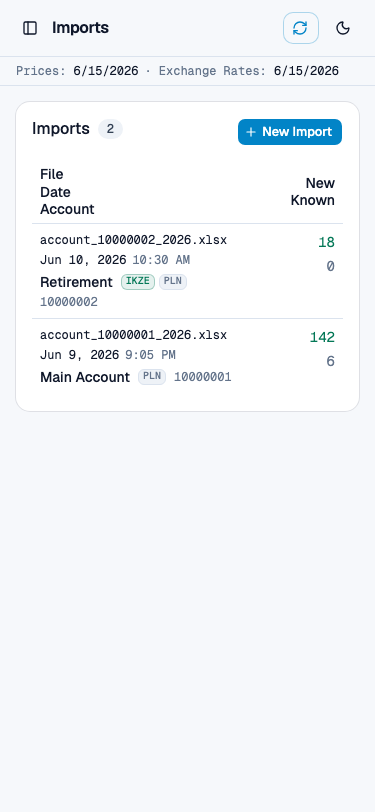 Imports
Prices: 6/15/2026 · Exchange Rates: 6/15/2026
Imports 2
+ New Import
File
Date
Account
New
Known
account_10000002_2026.xlsx
Jun 10, 2026 10:30 AM
Retirement IKZE PLN
10000002
18
0
account_10000001_2026.xlsx
Jun 9, 2026 9:05 PM
Main Account PLN 10000001
142
6